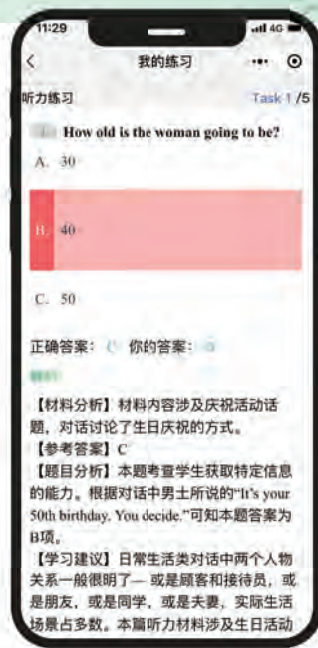 11:29
4G
我的练习
听力练习
Task 1 /5
How old is the woman going to be?
A. 30
B. 40
C. 50
正确答案： C 你的答案：
【材料分析】材料内容涉及庆祝活动话
题，对话讨论了生日庆祝的方式。
【参考答案】C
【题目分析】本题考查学生获取特定信息
的能力。根据对话中男士所说的“It's your
50th birthday. You decide.”可知本题答案为
B项。
【学习建议】日常生活类对话中两个人物
关系一般很明了— 或是顾客和接待员，或
是朋友，或是同学，或是夫妻，实际生活
场景占多数。本篇听力材料涉及生日活动